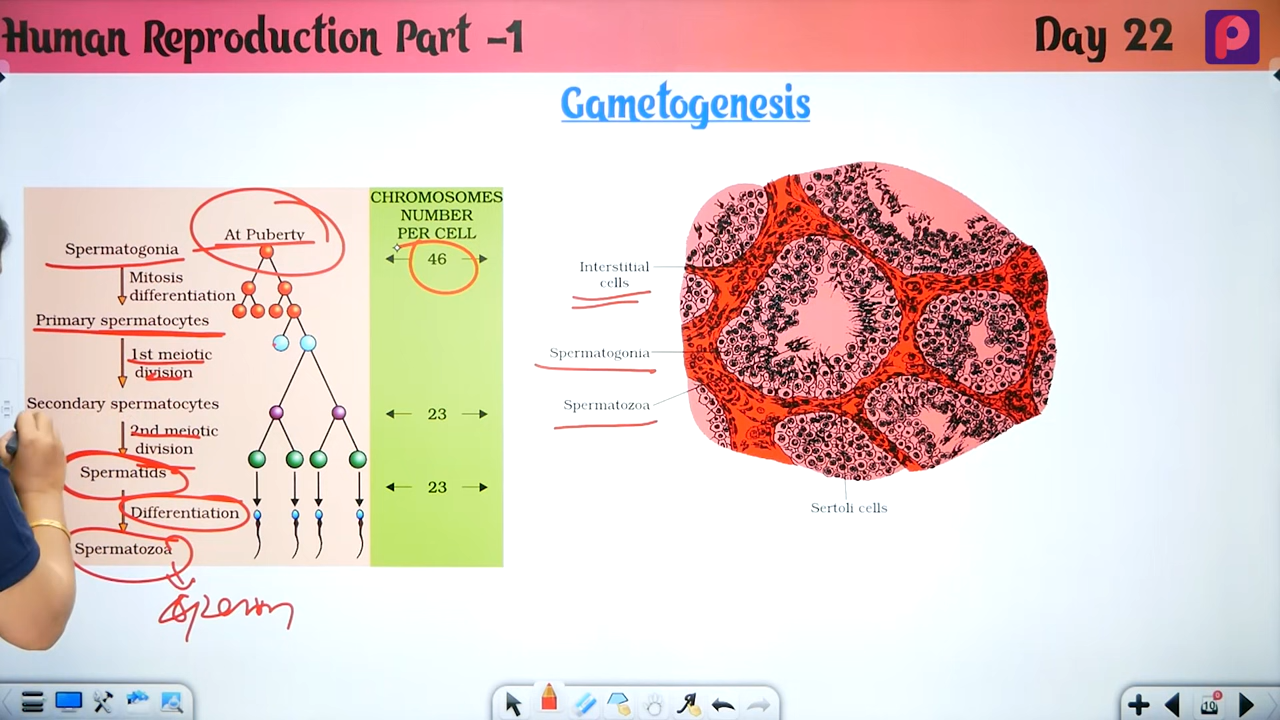 Human Reproduction Part -1
Day 22
Gametogenesis
CHROMOSOMES
NUMBER
PER CELL
At Puberty
Spermatogonia
46
Mitosis
differentiation
Primary spermatocytes
1st meiotic
division
Secondary spermatocytes
23
2nd meiotic
division
Spermatids
23
Differentiation
Spermatozoa
Sperm
Interstitial
cells
Spermatogonia
Spermatozoa
Sertoli cells
10